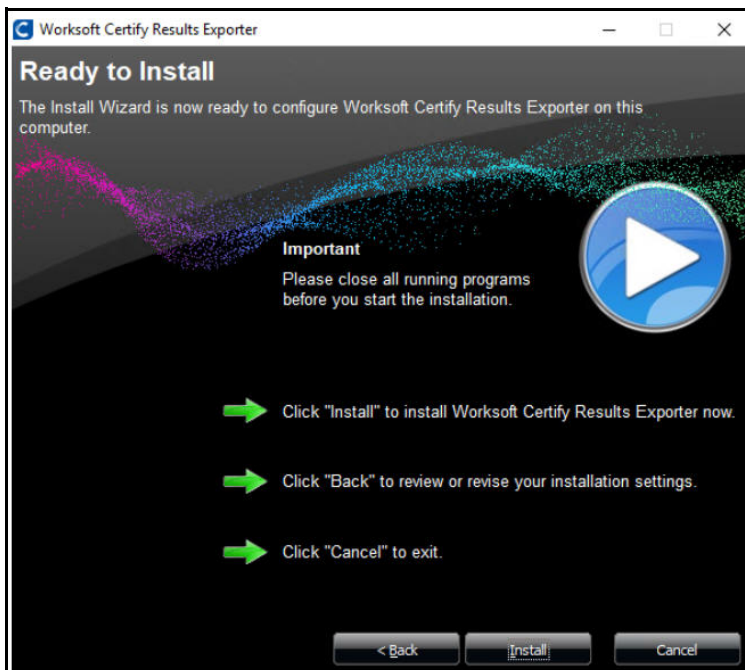 Worksoft Certify Results Exporter
Ready to Install
The Install Wizard is now ready to configure Worksoft Certify Results Exporter on this
computer.
Important
Please close all running programs
before you start the installation.
Click "Install" to install Worksoft Certify Results Exporter now.
Click "Back" to review or revise your installation settings.
Click "Cancel" to exit.
< Back
Install
Cancel